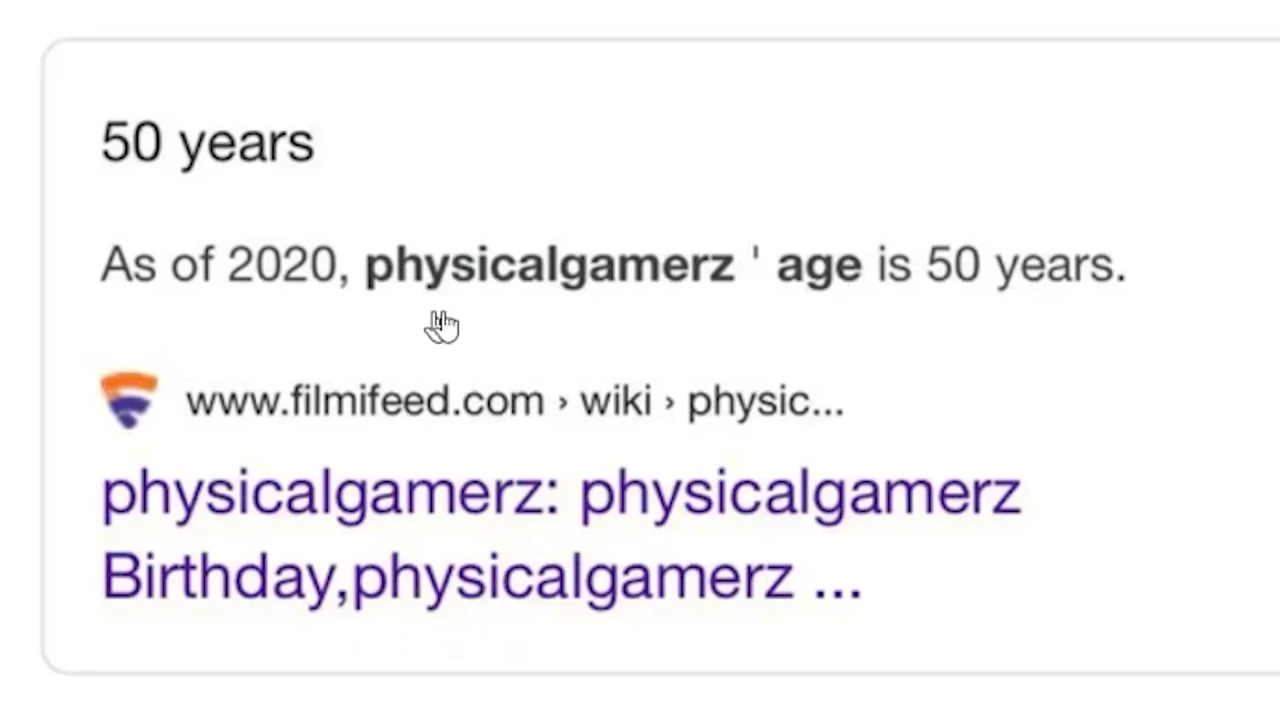 50 years
As of 2020, physicalgamerz ' age is 50 years.
www.filmifeed.com › wiki › physic...
physicalgamerz: physicalgamerz
Birthday,physicalgamerz ...